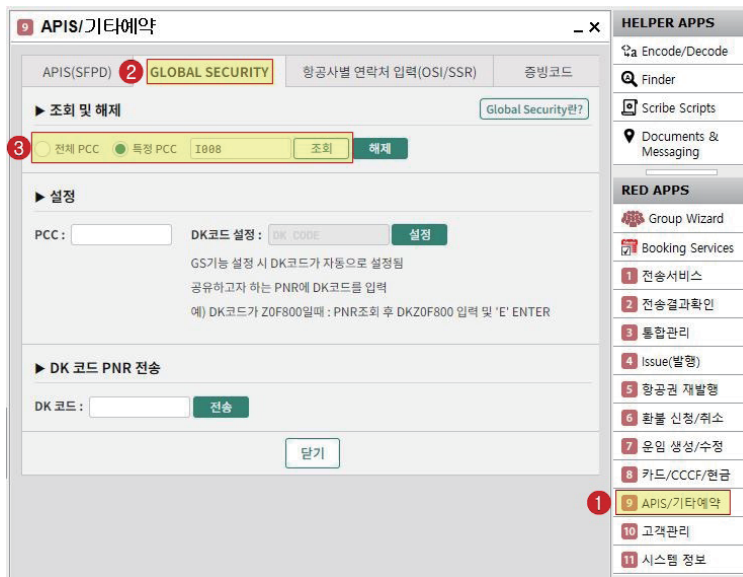 9 APIS/기타예약
_ ×
2
APIS(SFPD)
GLOBAL SECURITY
항공사별 연락처 입력(OSI/SSR)
증빙코드
▶ 조회 및 해제
Global Security란?
3
전체 PCC
특정 PCC
I008
조회
해제
▶ 설정
PCC :
DK코드 설정 :
DK CODE
설정
GS기능 설정 시 DK코드가 자동으로 설정됨
공유하고자 하는 PNR에 DK코드를 입력
예) DK코드가 Z0F800일때 : PNR조회 후 DKZ0F800 입력 및 'E' ENTER
▶ DK 코드 PNR 전송
DK 코드 :
전송
닫기
HELPER APPS
Encode/Decode
Finder
Scribe Scripts
Documents &
Messaging
RED APPS
Group Wizard
Booking Services
1 전송서비스
2 전송결과확인
3 통합관리
4 Issue(발행)
5 항공권 재발행
6 환불 신청/취소
7 운임 생성/수정
8 카드/CCCF/현금
1
9 APIS/기타예약
10 고객관리
11 시스템 정보